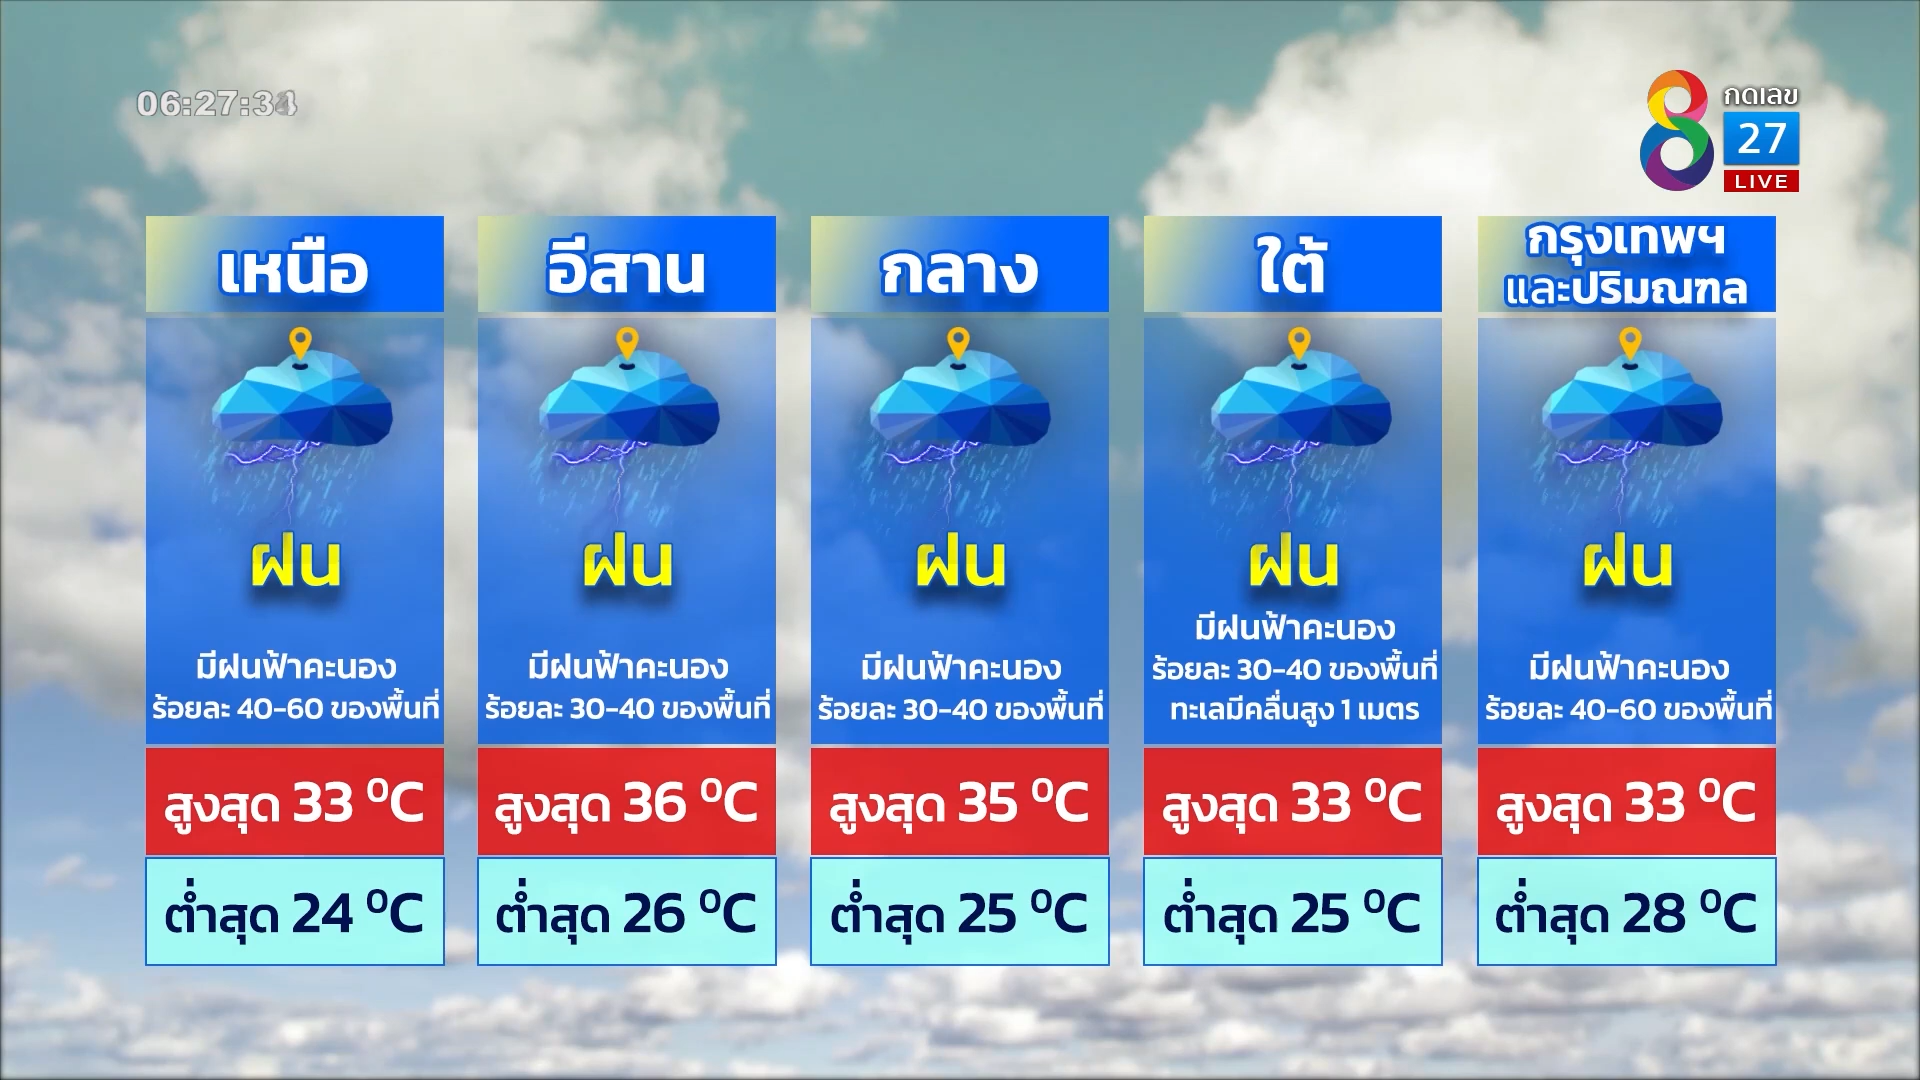 06:27:34
8
กดเลข
27
LIVE
เหนือ
ฝน
มีฝนฟ้าคะนอง
ร้อยละ 40-60 ของพื้นที่
สูงสุด 33 ⁰C
ต่ำสุด 24 ⁰C
อีสาน
ฝน
มีฝนฟ้าคะนอง
ร้อยละ 30-40 ของพื้นที่
สูงสุด 36 ⁰C
ต่ำสุด 26 ⁰C
กลาง
ฝน
มีฝนฟ้าคะนอง
ร้อยละ 30-40 ของพื้นที่
สูงสุด 35 ⁰C
ต่ำสุด 25 ⁰C
ใต้
ฝน
มีฝนฟ้าคะนอง
ร้อยละ 30-40 ของพื้นที่
ทะเลมีคลื่นสูง 1 เมตร
สูงสุด 33 ⁰C
ต่ำสุด 25 ⁰C
กรุงเทพฯ
และปริมณฑล
ฝน
มีฝนฟ้าคะนอง
ร้อยละ 40-60 ของพื้นที่
สูงสุด 33 ⁰C
ต่ำสุด 28 ⁰C